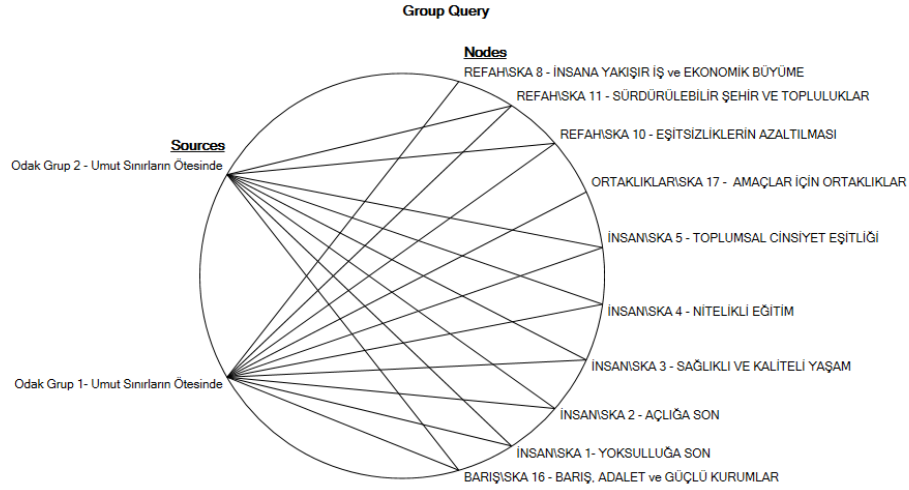 Group Query
Nodes
REFAH\SKA 8 - İNSANA YAKIŞIR İŞ ve EKONOMİK BÜYÜME
REFAH\SKA 11 - SÜRDÜRÜLEBİLİR ŞEHİR VE TOPLULUKLAR
REFAH\SKA 10 - EŞİTSİZLİKLERİN AZALTILMASI
Sources
Odak Grup 2 - Umut Sınırların Ötesinde
ORTAKLIKLAR\SKA 17 - AMAÇLAR İÇİN ORTAKLIKLAR
İNSAN\SKA 5 - TOPLUMSAL CİNSİYET EŞİTLİĞİ
İNSAN\SKA 4 - NİTELİKLİ EĞİTİM
İNSAN\SKA 3 - SAĞLIKLI VE KALİTELİ YAŞAM
Odak Grup 1- Umut Sınırların Ötesinde
İNSAN\SKA 2 - AÇLIĞA SON
İNSAN\SKA 1- YOKSULLUĞA SON
BARIŞ\SKA 16 - BARIŞ, ADALET ve GÜÇLÜ KURUMLAR